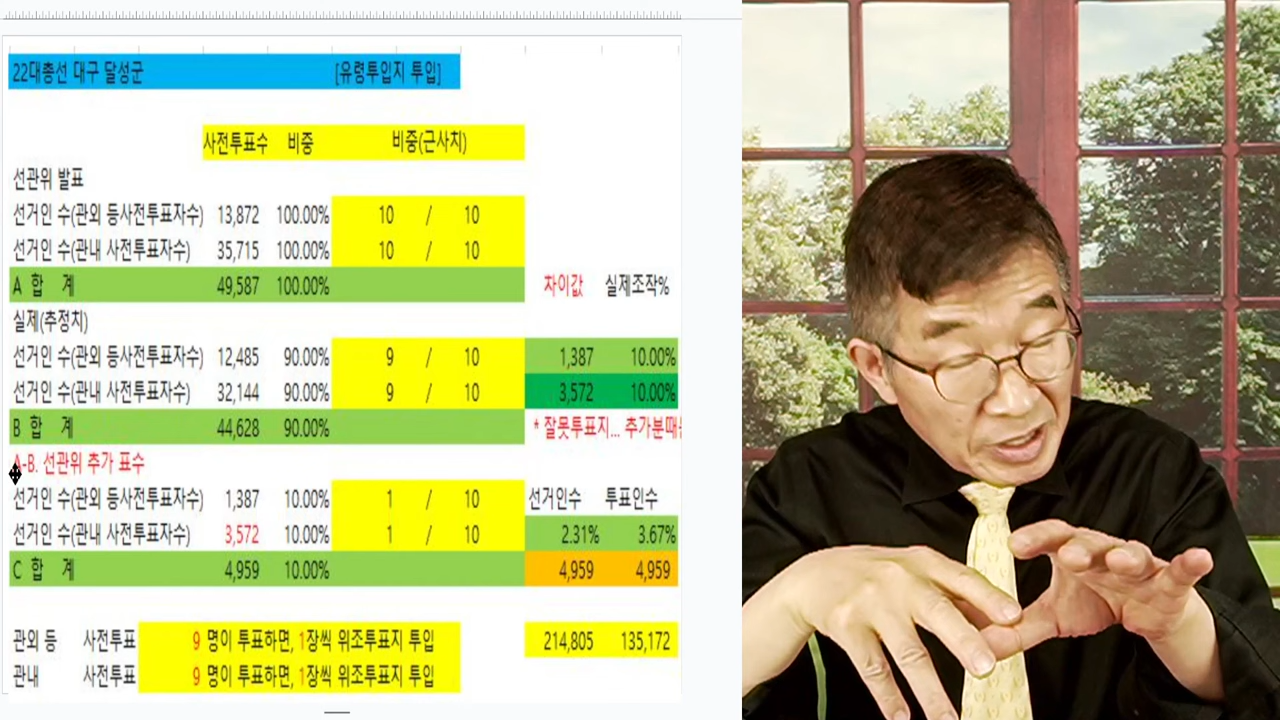 22대총선 대구 달성군 [유령투입지 투입]
사전투표수 비중 비중(근사치)
선관위 발표
선거인 수(관외 등사전투표자수) 13,872 100.00% 10 / 10
선거인 수(관내 사전투표자수) 35,715 100.00% 10 / 10
A 합 계 49,587 100.00% 차이값 실제조작%
실제(추정치)
선거인 수(관외 등사전투표자수) 12,485 90.00% 9 / 10 1,387 10.00%
선거인 수(관내 사전투표자수) 32,144 90.00% 9 / 10 3,572 10.00%
B 합 계 44,628 90.00% * 잘못투표지... 추가분때
A-B. 선관위 추가 표수
선거인 수(관외 등사전투표자수) 1,387 10.00% 1 / 10 선거인수 투표인수
선거인 수(관내 사전투표자수) 3,572 10.00% 1 / 10 2.31% 3.67%
C 합 계 4,959 10.00% 4,959 4,959
관외 등 사전투표 9 명이 투표하면, 1장씩 위조투표지 투입 214,805 135,172
관내 사전투표 9 명이 투표하면, 1장씩 위조투표지 투입